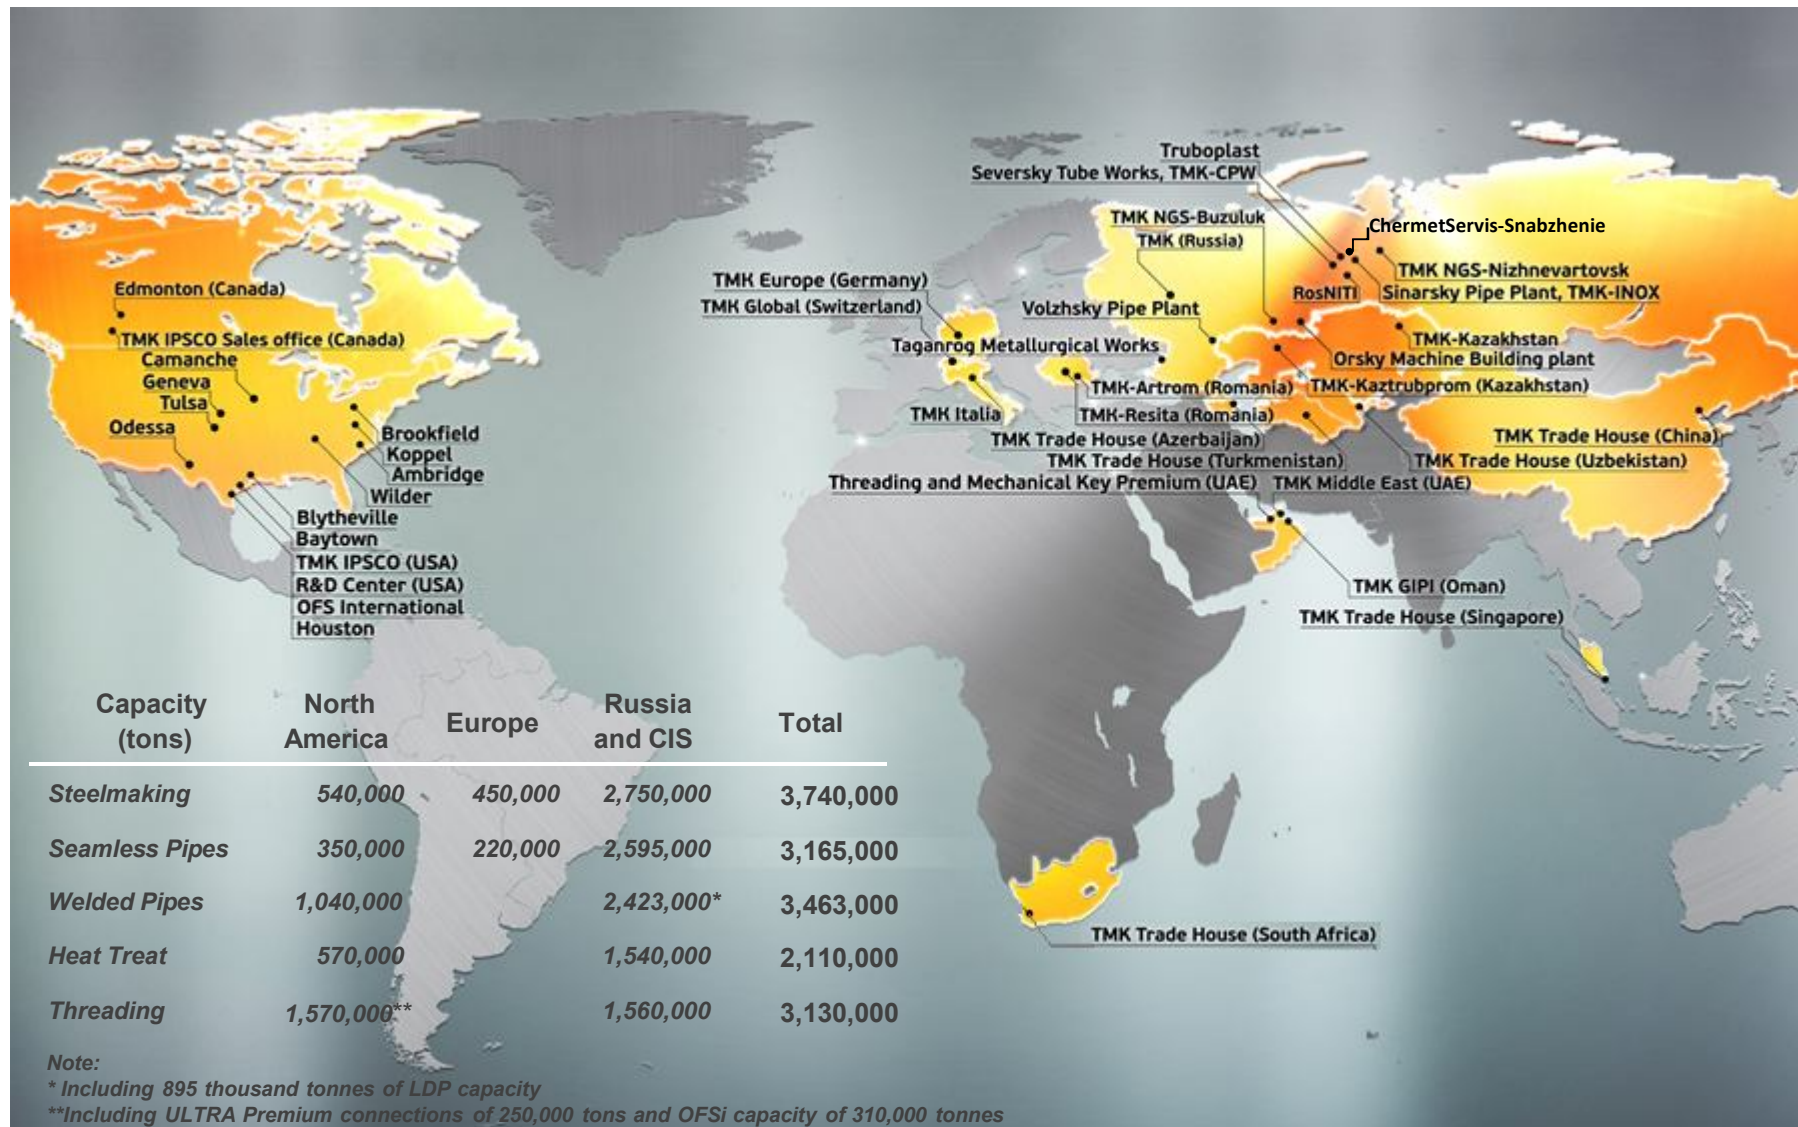 Truboplast
Seversky Tube Works, TMK-CPW
TMK NGS-Buzuluk
TMK (Russia)
ChermetServis-Snabzhenie
TMK NGS-Nizhnevartovsk
RosNITI
Sinarsky Pipe Plant, TMK-INOX
TMK Europe (Germany)
TMK Global (Switzerland)
Volzhsky Pipe Plant
Taganrog Metallurgical Works
TMK-Kazakhstan
Orsky Machine Building plant
TMK-Artrom (Romania)
TMK-Kaztrubprom (Kazakhstan)
TMK Italia
TMK-Resita (Romania)
TMK Trade House (Azerbaijan)
TMK Trade House (China)
TMK Trade House (Turkmenistan)
TMK Trade House (Uzbekistan)
Threading and Mechanical Key Premium (UAE)
TMK Middle East (UAE)
TMK GIPI (Oman)
TMK Trade House (Singapore)
TMK Trade House (South Africa)
Edmonton (Canada)
TMK IPSCO Sales office (Canada)
Camanche
Geneva
Tulsa
Odessa
Brookfield
Koppel
Ambridge
Wilder
Blytheville
Baytown
TMK IPSCO (USA)
R&D Center (USA)
OFS International
Houston
Capacity (tons) North America Europe Russia and CIS Total
Steelmaking 540,000 450,000 2,750,000 3,740,000
Seamless Pipes 350,000 220,000 2,595,000 3,165,000
Welded Pipes 1,040,000 2,423,000* 3,463,000
Heat Treat 570,000 1,540,000 2,110,000
Threading 1,570,000** 1,560,000 3,130,000
Note:
* Including 895 thousand tonnes of LDP capacity
**Including ULTRA Premium connections of 250,000 tons and OFSi capacity of 310,000 tonnes